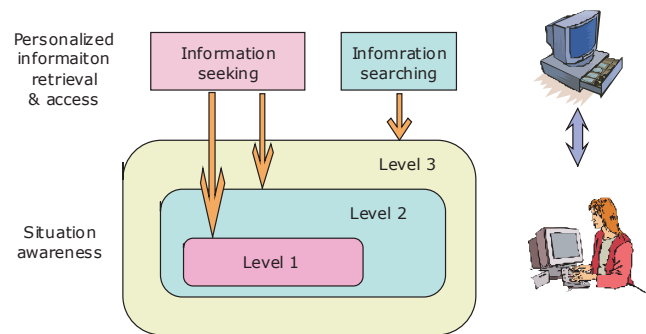 Personalized
informaiton
retrieval
& access
Information
seeking
Infomration
searching
Level 3
Level 2
Situation
awareness
Level 1